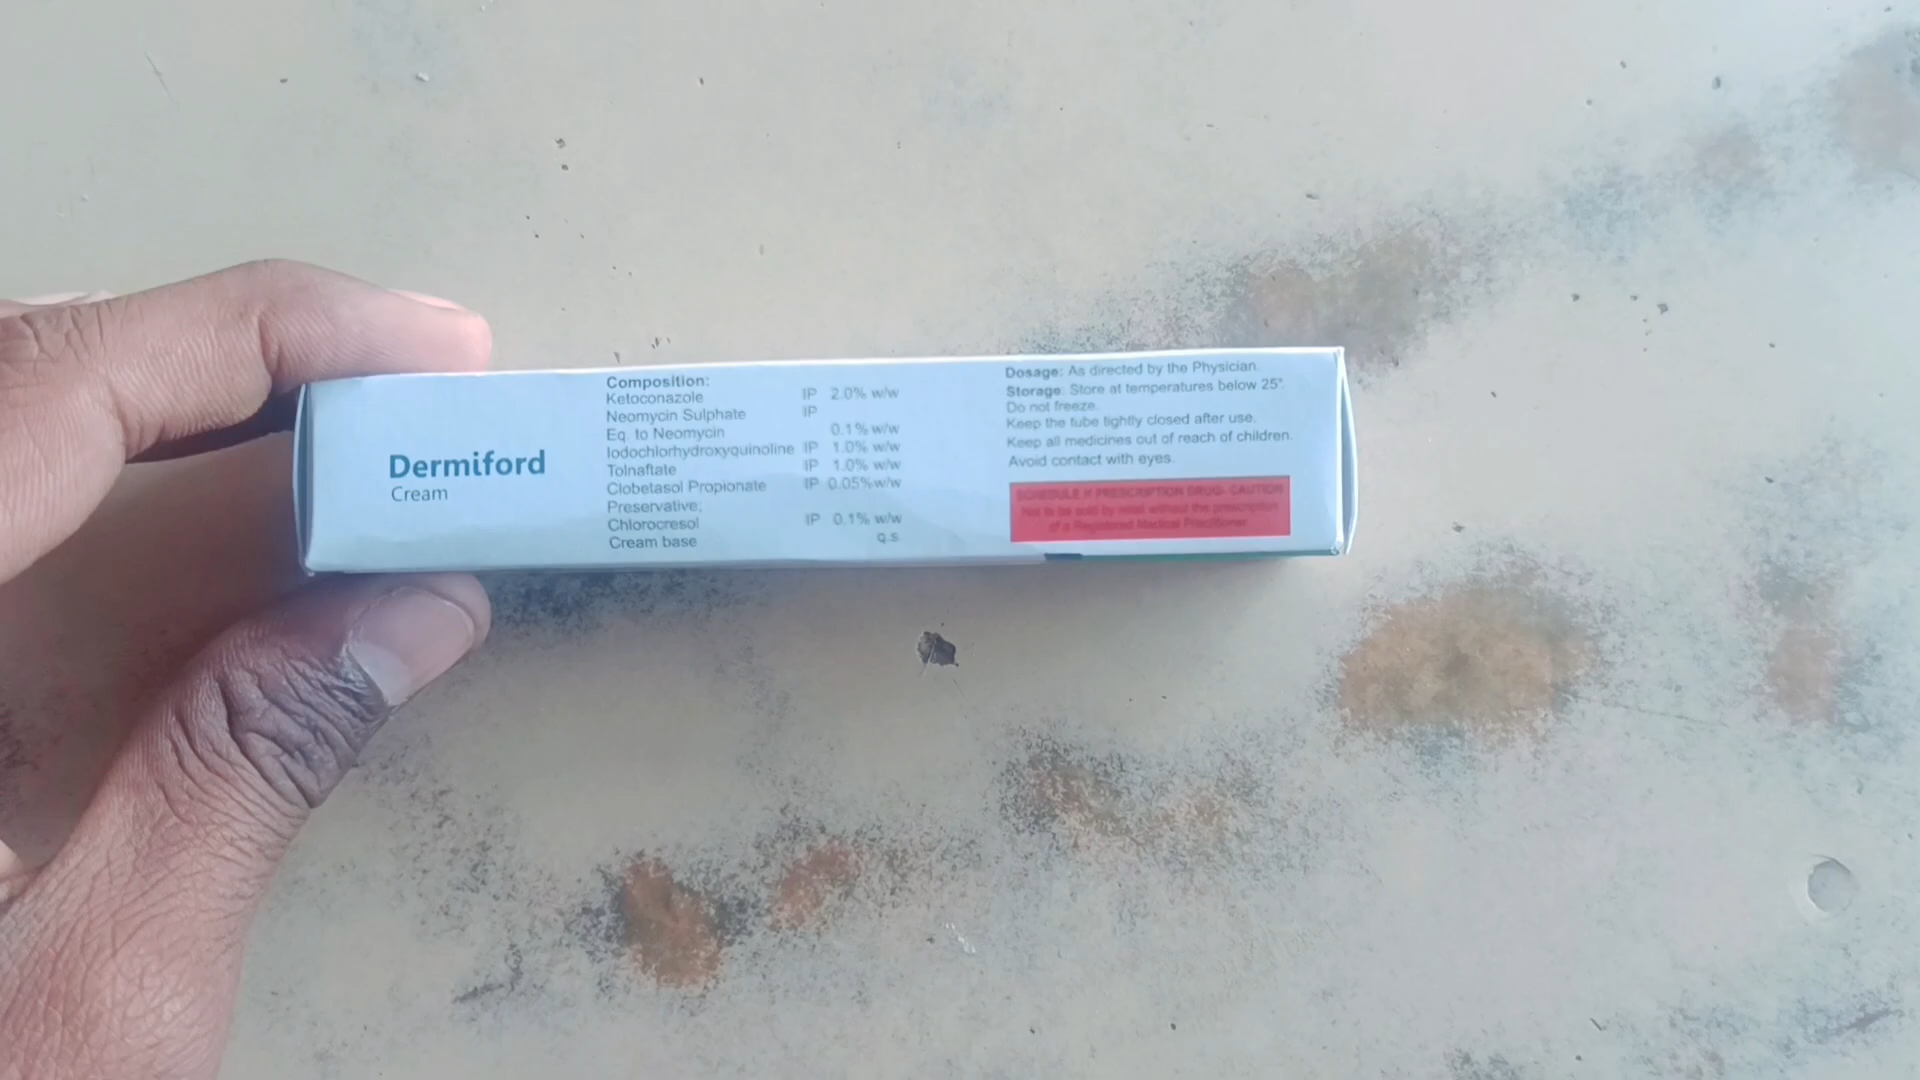 Dermiford
Cream
Composition:
Ketoconazole IP 2.0% w/w
Neomycin Sulphate IP
Eq. to Neomycin 0.1% w/w
Iodochlorhydroxyquinoline IP 1.0% w/w
Tolnaftate IP 1.0% w/w
Clobetasol Propionate IP 0.05%w/w
Preservative;
Chlorocresol IP 0.1% w/w
Cream base q.s
Dosage: As directed by the Physician.
Storage: Store at temperatures below 25°.
Do not freeze.
Keep the tube tightly closed after use.
Keep all medicines out of reach of children.
Avoid contact with eyes.
SCHEDULE H PRESCRIPTION DRUG- CAUTION
Not to be sold by retail without the prescription
of a Registered Medical Practitioner